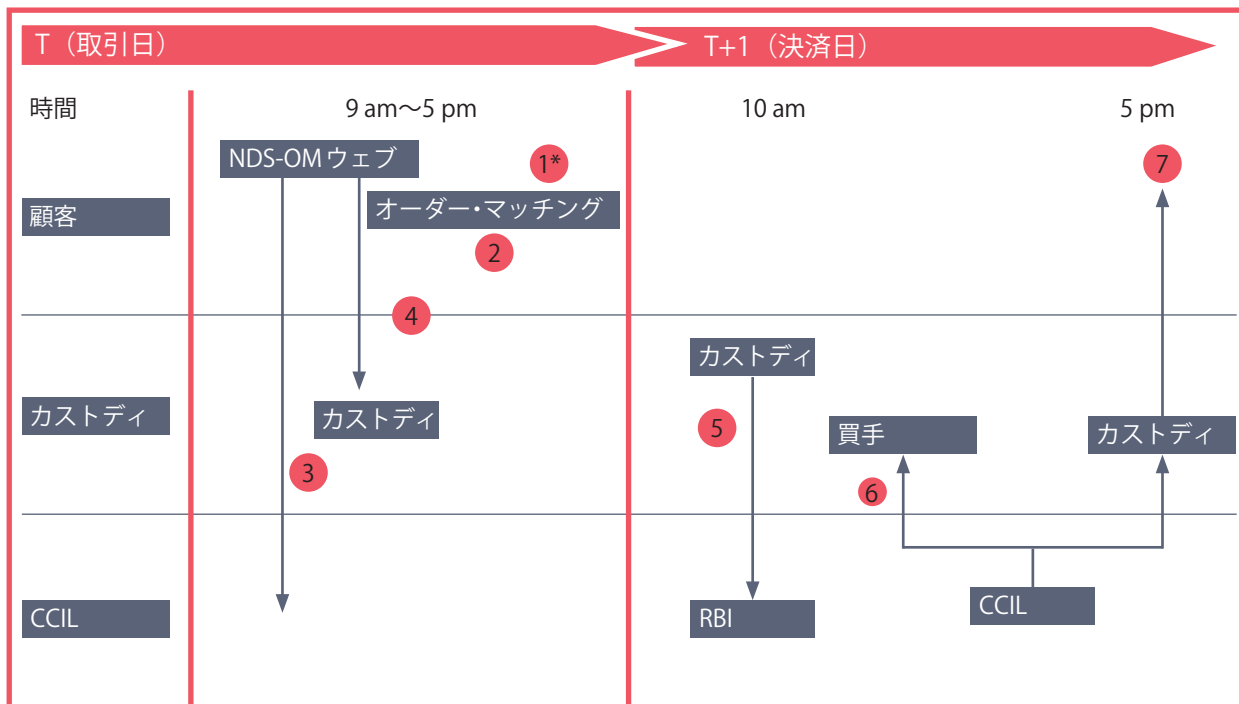 T（取引日）
T+1（決済日）
時間
9 am～5 pm
10 am
5 pm
NDS-OMウェブ
1*
7
顧客
オーダー・マッチング
2
4
カストディ
カストディ
カストディ
5
買手
カストディ
3
6
CCIL
RBI
CCIL